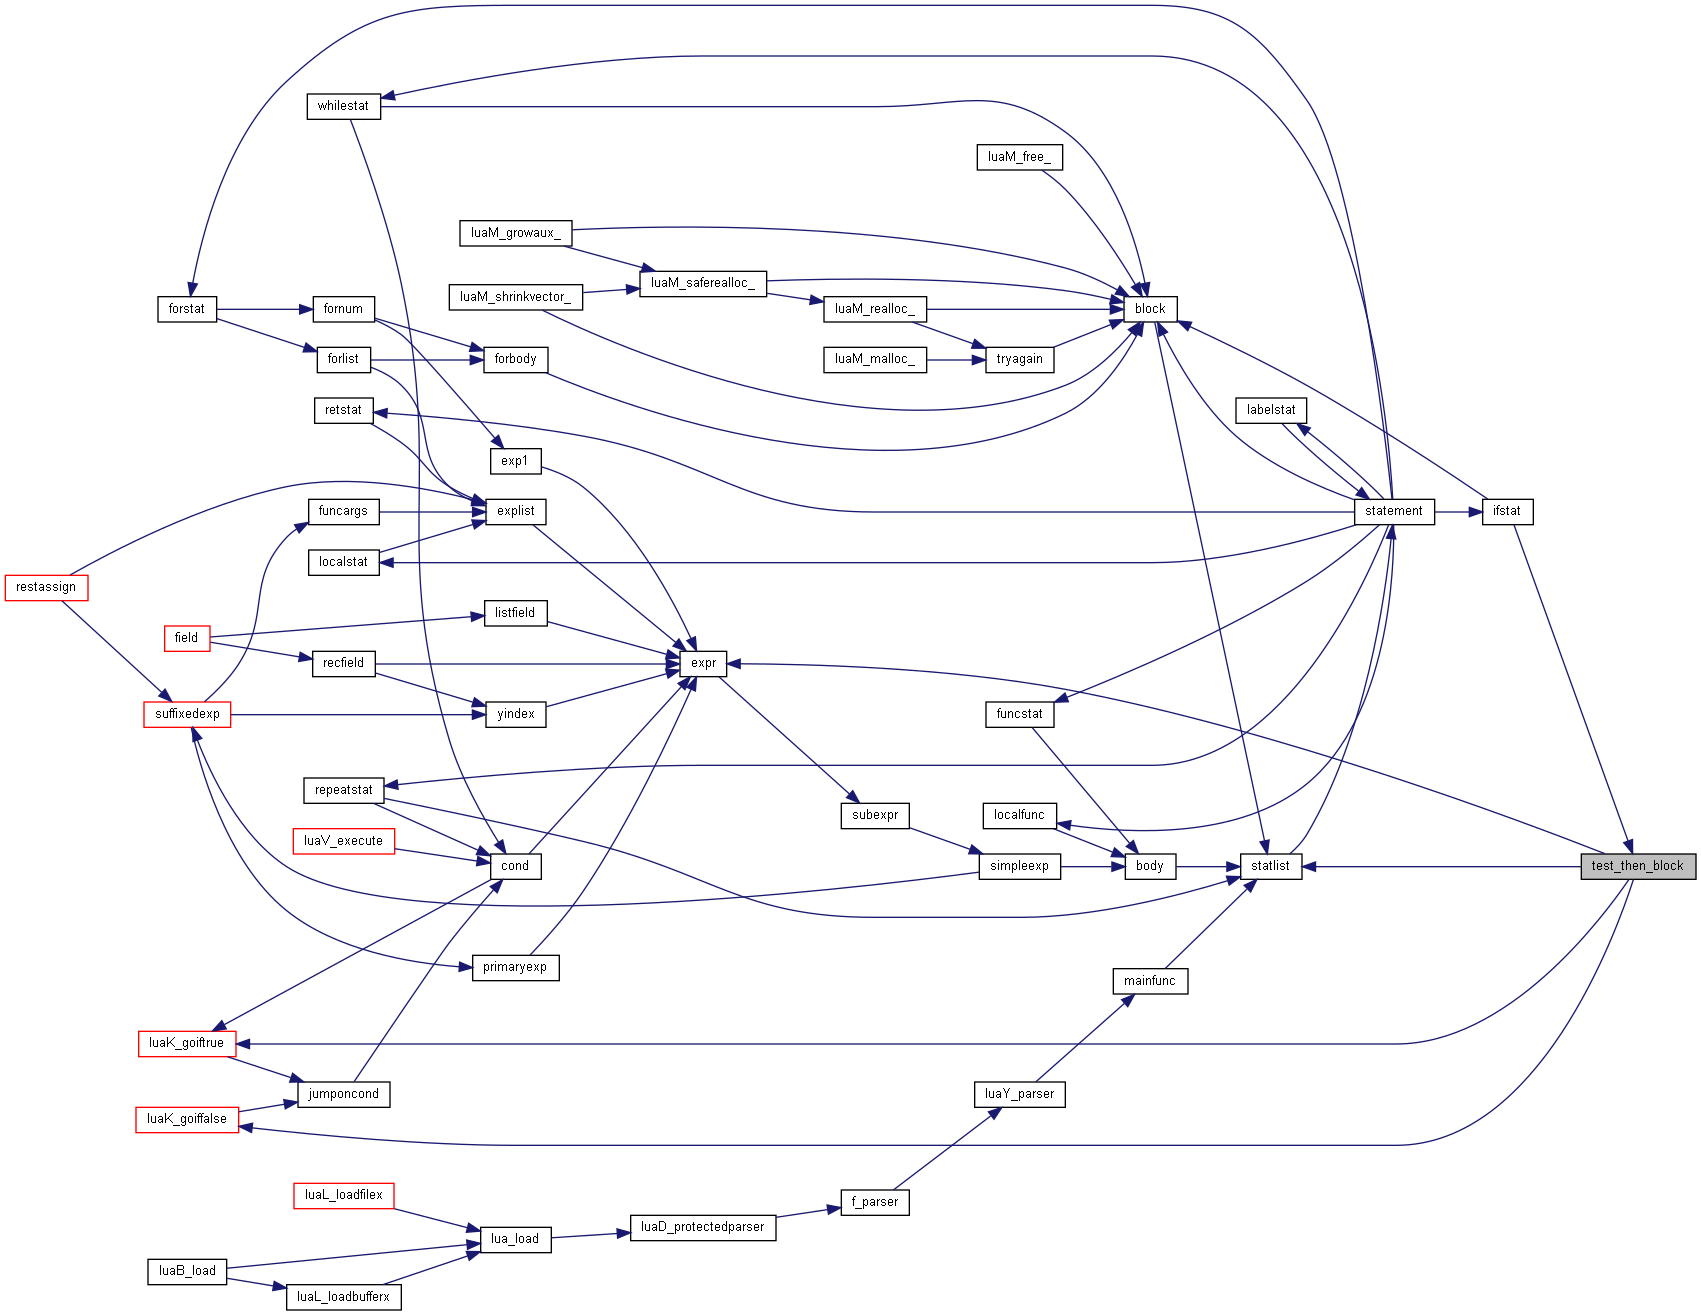 whilestat
luaM_free_
luaM_growaux_
luaM_saferealloc_
luaM_shrinkvector_
forstat
fornum
luaM_realloc_
block
forlist
forbody
luaM_malloc_
tryagain
retstat
labelstat
exp1
funcargs
explist
statement
ifstat
localstat
restassign
listfield
field
recfield
expr
suffixedexp
yindex
funcstat
repeatstat
subexpr
localfunc
luaV_execute
cond
simpleexp
body
statlist
test_then_block
primaryexp
mainfunc
luaK_goiftrue
jumponcond
luaY_parser
luaK_goiffalse
luaL_loadfilex
f_parser
luaD_protectedparser
lua_load
luaB_load
luaL_loadbufferx